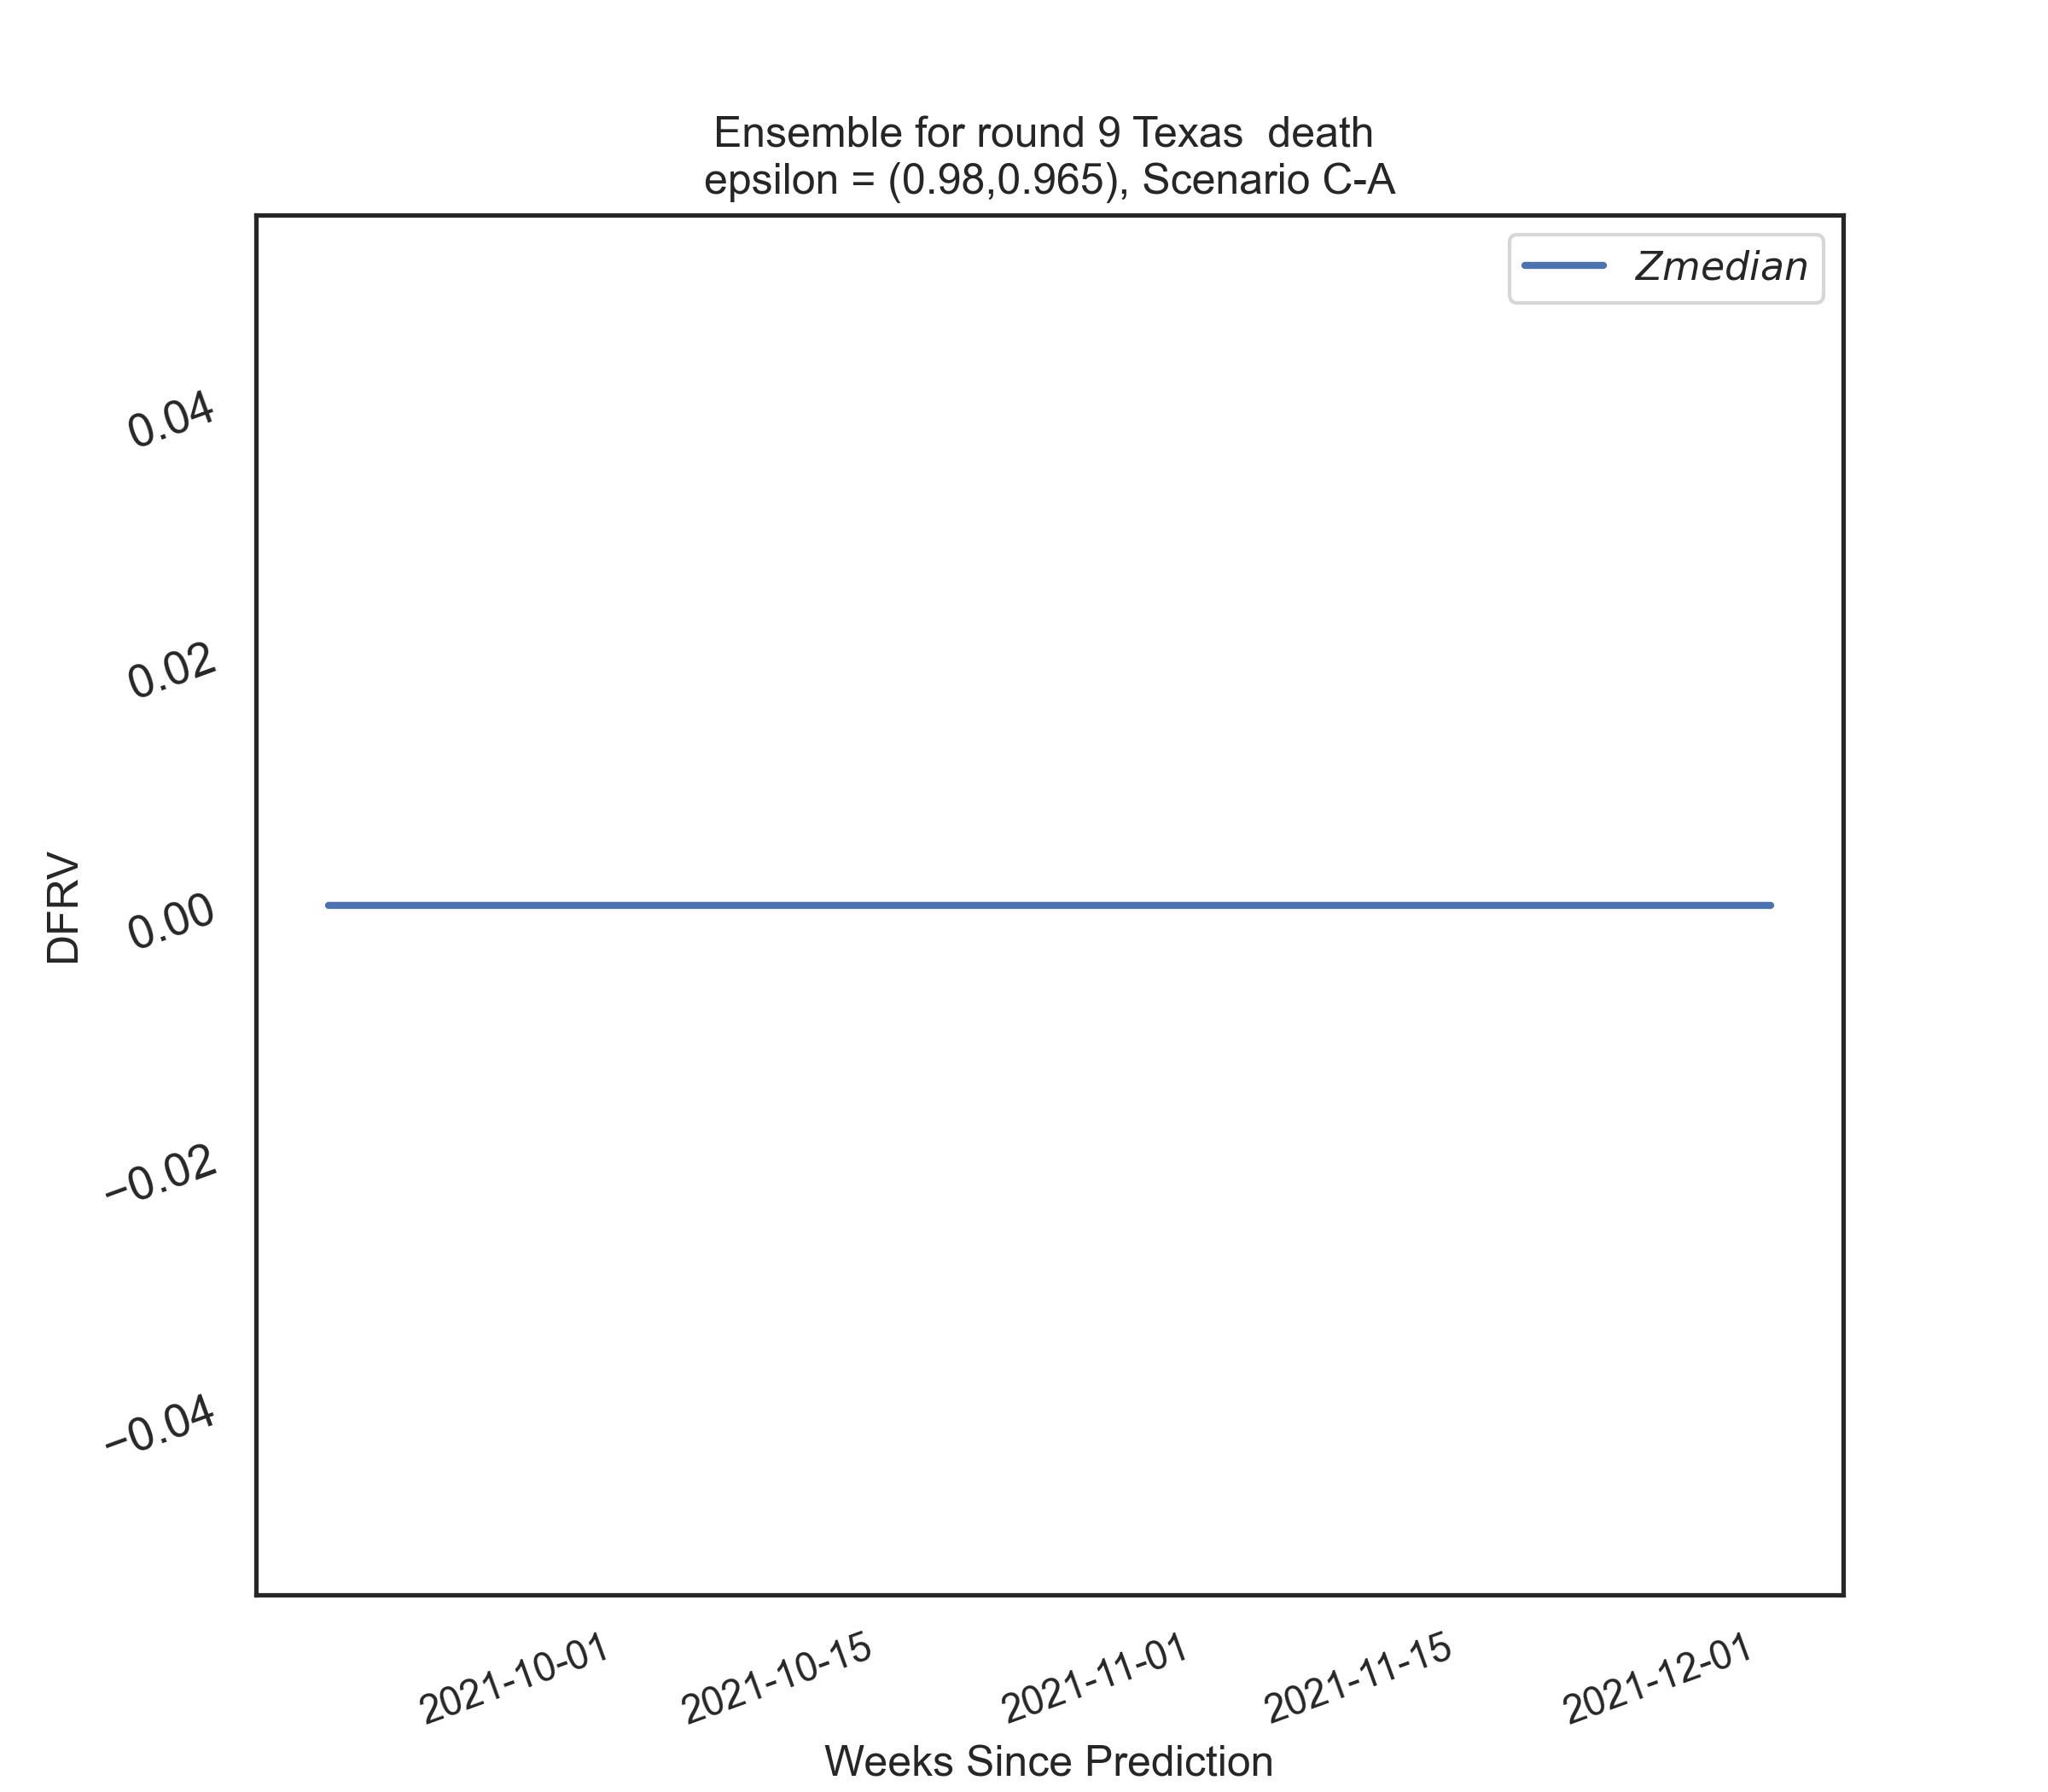 Ensemble for round 9 Texas  death
epsilon = (0.98,0.965), Scenario C-A
Zmedian
0.04
0.02
0.00
−0.02
−0.04
DFRV
2021-10-01
2021-10-15
2021-11-01
2021-11-15
2021-12-01
Weeks Since Prediction